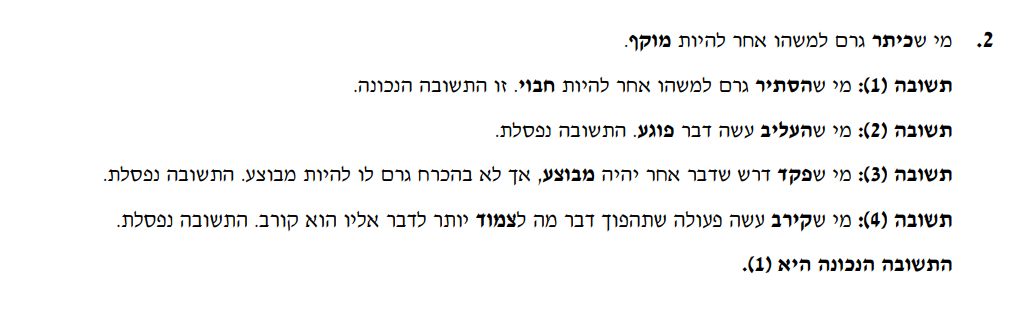 2. מי שכיתר גרם למשהו אחר להיות מוקף.
תשובה (1): מי שהסתיר גרם למשהו אחר להיות חבוי. זו התשובה הנכונה.
תשובה (2): מי שהעליב עשה דבר פוגע. התשובה נפסלת.
תשובה (3): מי שפקד דרש שדבר אחר יהיה מבוצע, אך לא בהכרח גרם לו להיות מבוצע. התשובה נפסלת.
תשובה (4): מי שקירב עשה פעולה שתהפוך דבר מה לצמוד יותר לדבר אליו הוא קורב. התשובה נפסלת.
התשובה הנכונה היא (1).